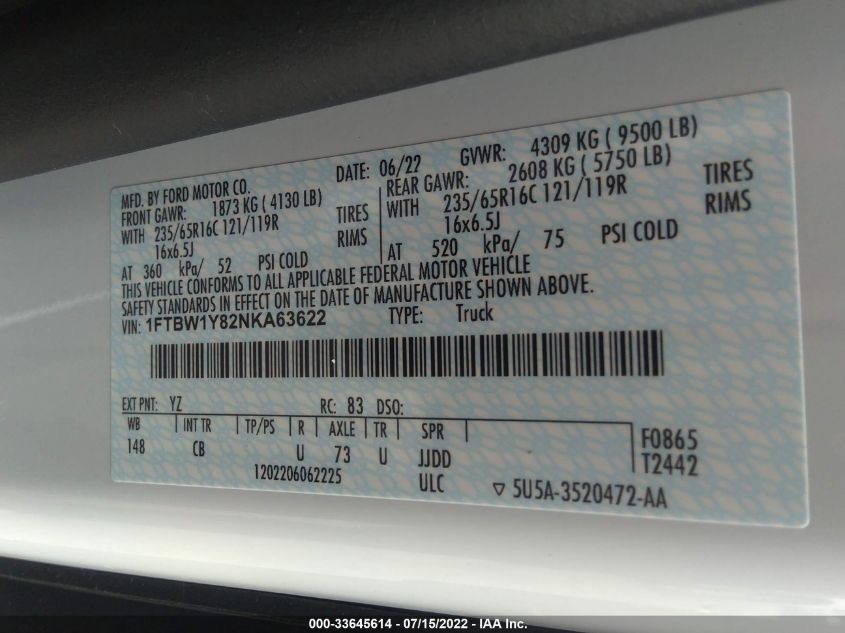 MFD. BY FORD MOTOR CO. DATE: 06/22 GVWR: 4309 KG ( 9500 LB)
FRONT GAWR: 1873 KG ( 4130 LB) REAR GAWR: 2608 KG ( 5750 LB)
WITH 235/65R16C 121/119R TIRES WITH 235/65R16C 121/119R TIRES
16x6.5J RIMS 16x6.5J RIMS
AT 360 kPa/ 52 PSI COLD AT 520 kPa/ 75 PSI COLD
THIS VEHICLE CONFORMS TO ALL APPLICABLE FEDERAL MOTOR VEHICLE
SAFETY STANDARDS IN EFFECT ON THE DATE OF MANUFACTURE SHOWN ABOVE.
VIN: 1FTBW1Y82NKA63622 TYPE: Truck
EXT PNT: YZ RC: 83 DSO:
WB INT TR TP/PS R AXLE TR SPR
148 CB U 73 U JJDD F0865
1202206062225 ULC T2442
▽ 5U5A-3520472-AA
000-33645614 - 07/15/2022 - IAA Inc.